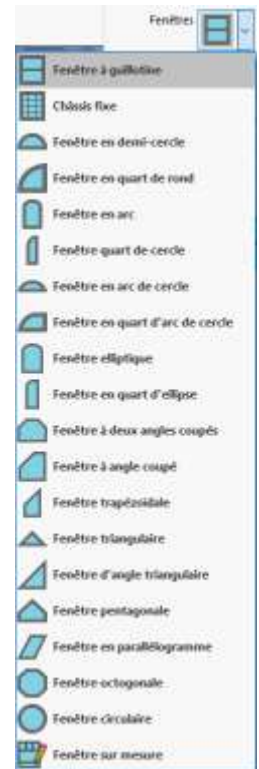 Fenêtres
Fenêtre à guillotine
Châssis fixe
Fenêtre en demi-cercle
Fenêtre en quart de rond
Fenêtre en arc
Fenêtre quart de cercle
Fenêtre en arc de cercle
Fenêtre en quart d'arc de cercle
Fenêtre elliptique
Fenêtre en quart d'ellipse
Fenêtre à deux angles coupés
Fenêtre à angle coupé
Fenêtre trapézoïdale
Fenêtre triangulaire
Fenêtre d'angle triangulaire
Fenêtre pentagonale
Fenêtre en parallélogramme
Fenêtre octogonale
Fenêtre circulaire
Fenêtre sur mesure